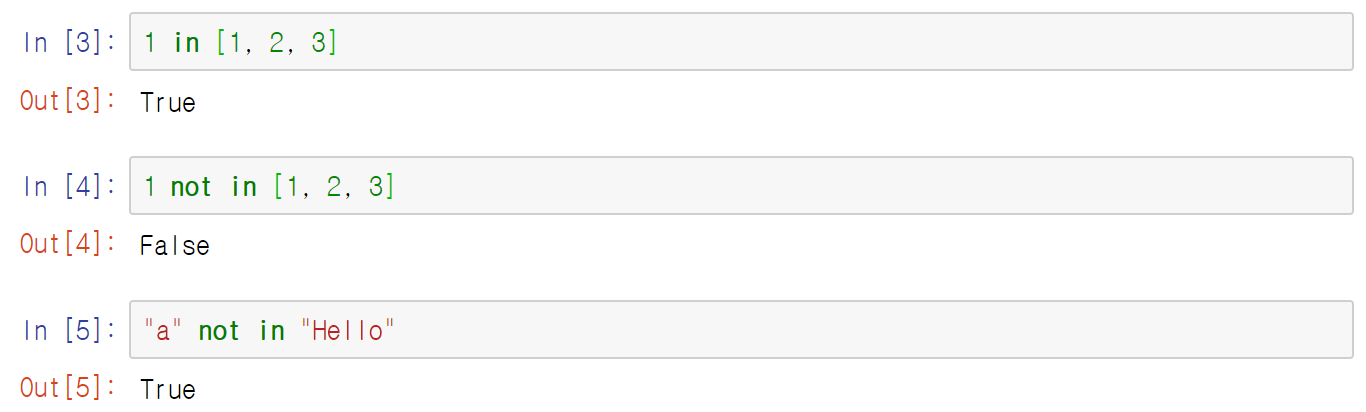 In [3]: 1 in [1, 2, 3]
Out[3]: True
In [4]: 1 not in [1, 2, 3]
Out[4]: False
In [5]: "a" not in "Hello"
Out[5]: True